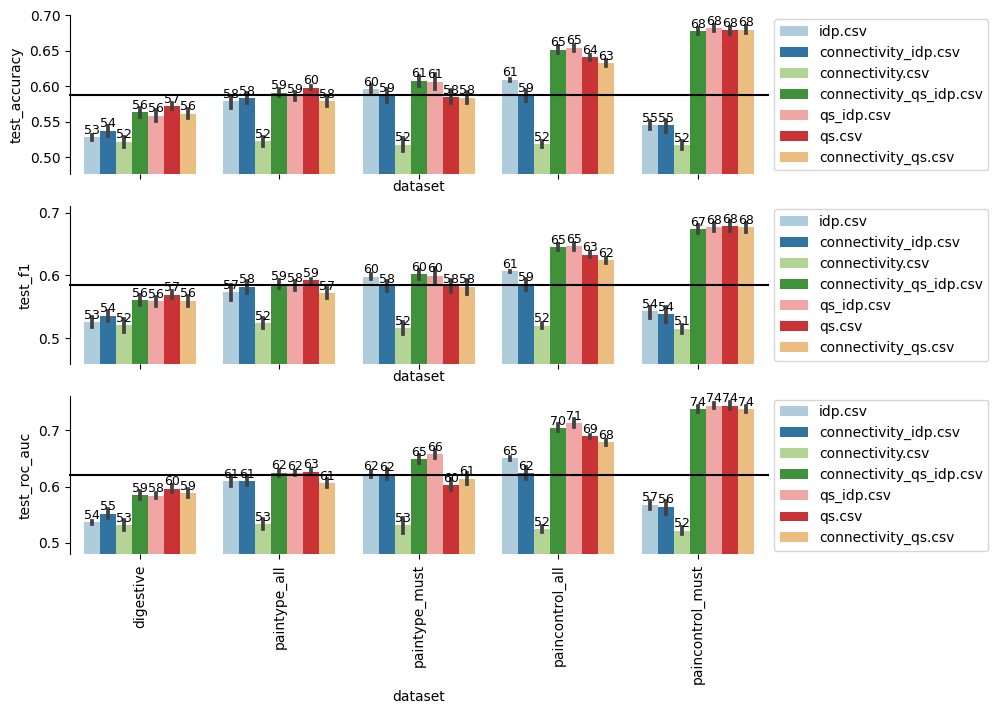 0.70
0.65
0.60
0.55
0.50
test_accuracy
53 54 52 56 56 57 56
58 58 52 59 59 60 58
60 59 52 61 61 58 58
61 59 52 65 65 64 63
55 55 52 68 68 68 68
dataset
idp.csv
connectivity_idp.csv
connectivity.csv
connectivity_qs_idp.csv
qs_idp.csv
qs.csv
connectivity_qs.csv
0.7
0.6
0.5
test_f1
53 54 52 56 56 57 56
57 58 52 59 58 59 57
60 58 52 60 60 58 58
61 59 52 65 65 63 62
54 54 51 67 68 68 68
dataset
idp.csv
connectivity_idp.csv
connectivity.csv
connectivity_qs_idp.csv
qs_idp.csv
qs.csv
connectivity_qs.csv
0.7
0.6
0.5
test_roc_auc
54 55 53 59 58 60 59
61 61 53 62 62 63 61
62 62 53 65 66 60 61
65 62 52 70 71 69 68
57 56 52 74 74 74 74
idp.csv
connectivity_idp.csv
connectivity.csv
connectivity_qs_idp.csv
qs_idp.csv
qs.csv
connectivity_qs.csv
digestive
paintype_all
paintype_must
paincontrol_all
paincontrol_must
dataset